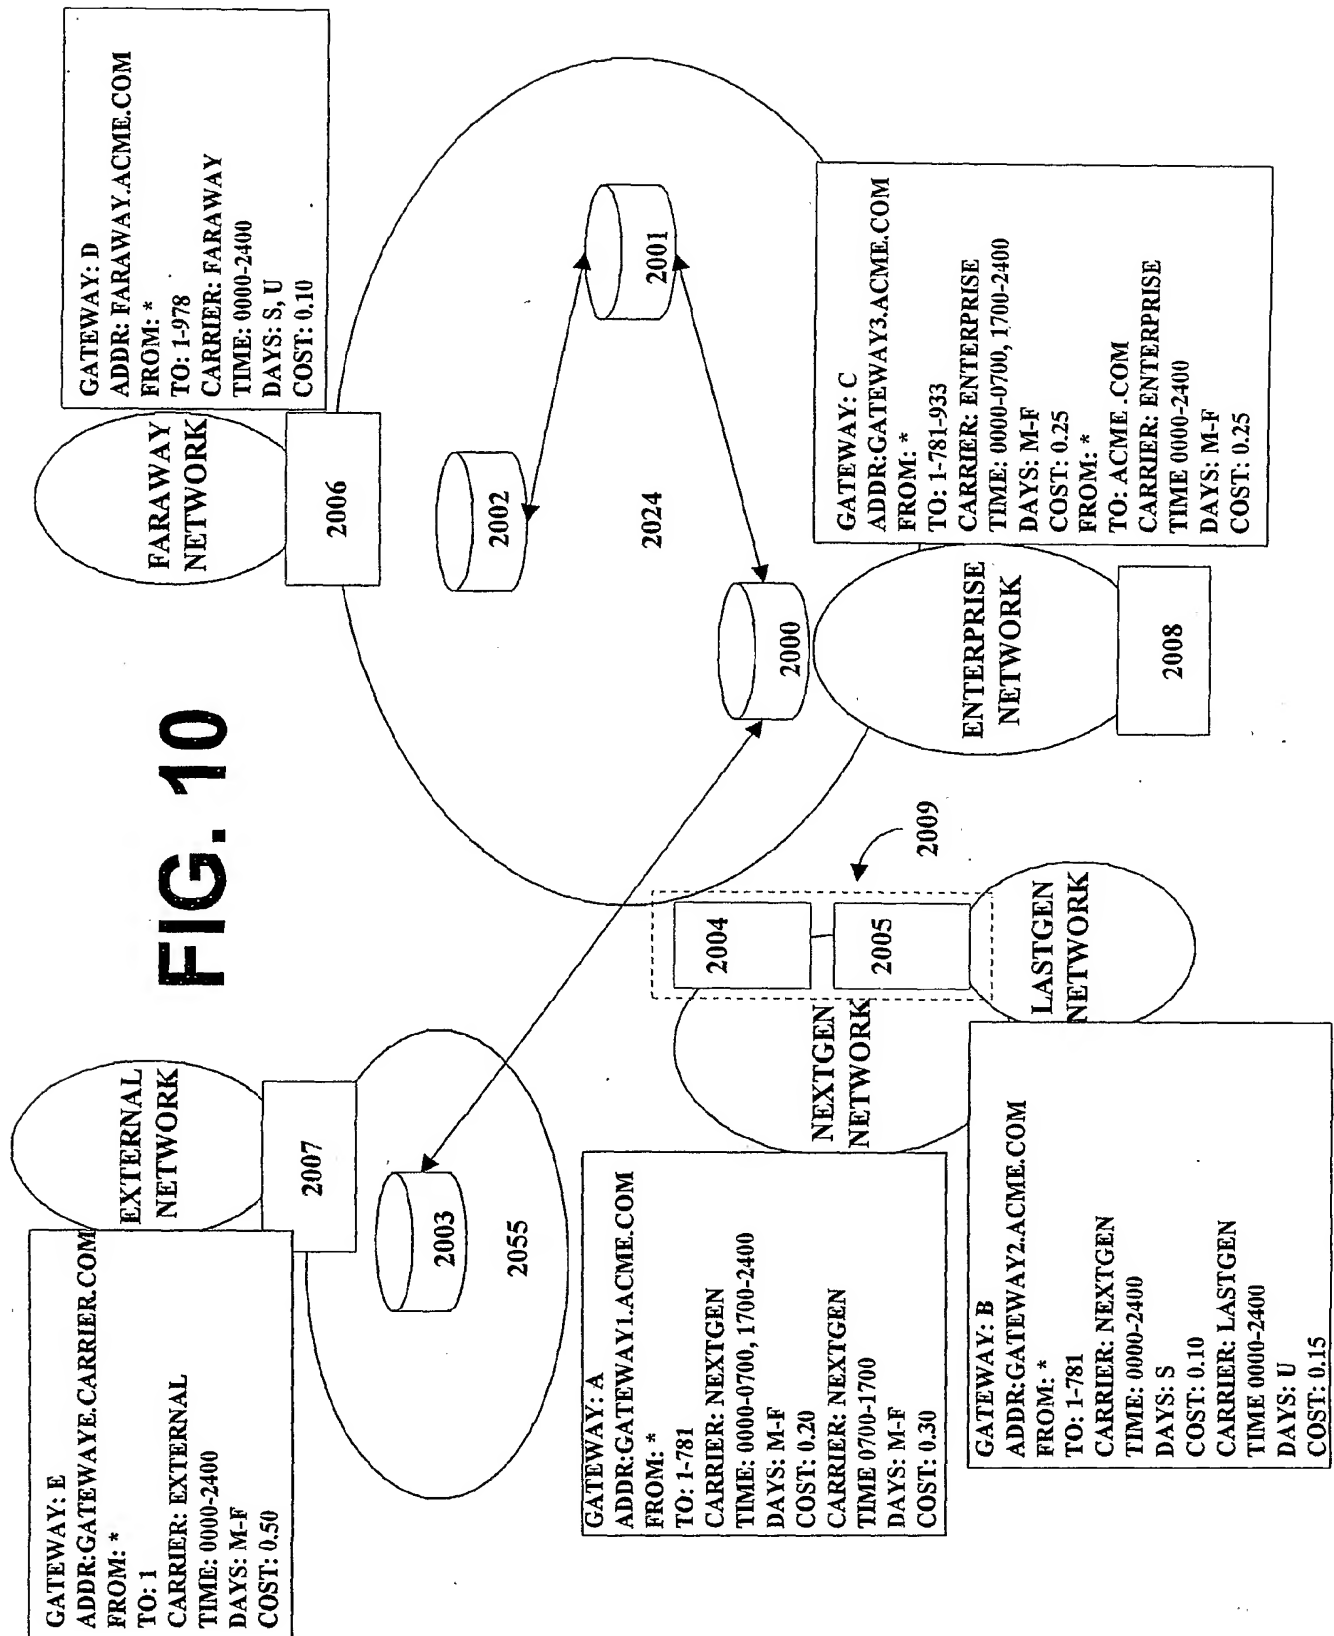 FIG. 10
GATEWAY: E
ADDR:GATEWAYE.CARRIER.COM
FROM: *
TO: 1
CARRIER: EXTERNAL
TIME: 0000-2400
DAYS: M-F
COST: 0.50
EXTERNAL
NETWORK
2007
2003
2055
FARAWAY
NETWORK
2006
GATEWAY: D
ADDR: FARAWAY.ACME.COM
FROM: *
TO: 1-978
CARRIER: FARAWAY
TIME: 0000-2400
DAYS: S, U
COST: 0.10
2002
2024
2001
2000
GATEWAY: A
ADDR:GATEWAY1.ACME.COM
FROM: *
TO: 1-781
CARRIER: NEXTGEN
TIME: 0000-0700, 1700-2400
DAYS: M-F
COST: 0.20
CARRIER: NEXTGEN
TIME 0700-1700
DAYS: M-F
COST: 0.30
NEXTGEN
NETWORK
2004
2005
2009
GATEWAY: B
ADDR:GATEWAY2.ACME.COM
FROM: *
TO: 1-781
CARRIER: NEXTGEN
TIME: 0000-2400
DAYS: S
COST: 0.10
CARRIER: LASTGEN
TIME 0000-2400
DAYS: U
COST: 0.15
LASTGEN
NETWORK
ENTERPRISE
NETWORK
2008
GATEWAY: C
ADDR:GATEWAY3.ACME.COM
FROM: *
TO: 1-781-933
CARRIER: ENTERPRISE
TIME: 0000-0700, 1700-2400
DAYS: M-F
COST: 0.25
FROM: *
TO: ACME .COM
CARRIER: ENTERPRISE
TIME 0000-2400
DAYS: M-F
COST: 0.25